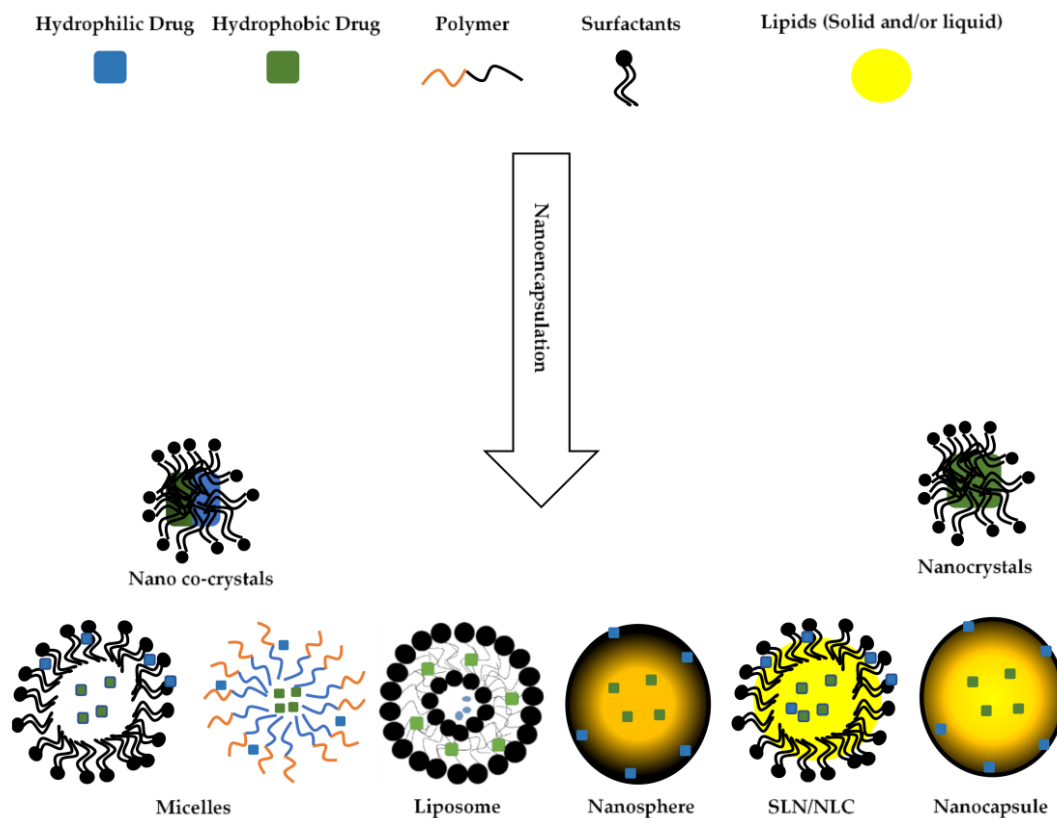 Hydrophilic Drug
Hydrophobic Drug
Polymer
Surfactants
Lipids (Solid and/or liquid)
Nanoencapsulation
Nano co-crystals
Nanocrystals
Micelles
Liposome
Nanosphere
SLN/NLC
Nanocapsule